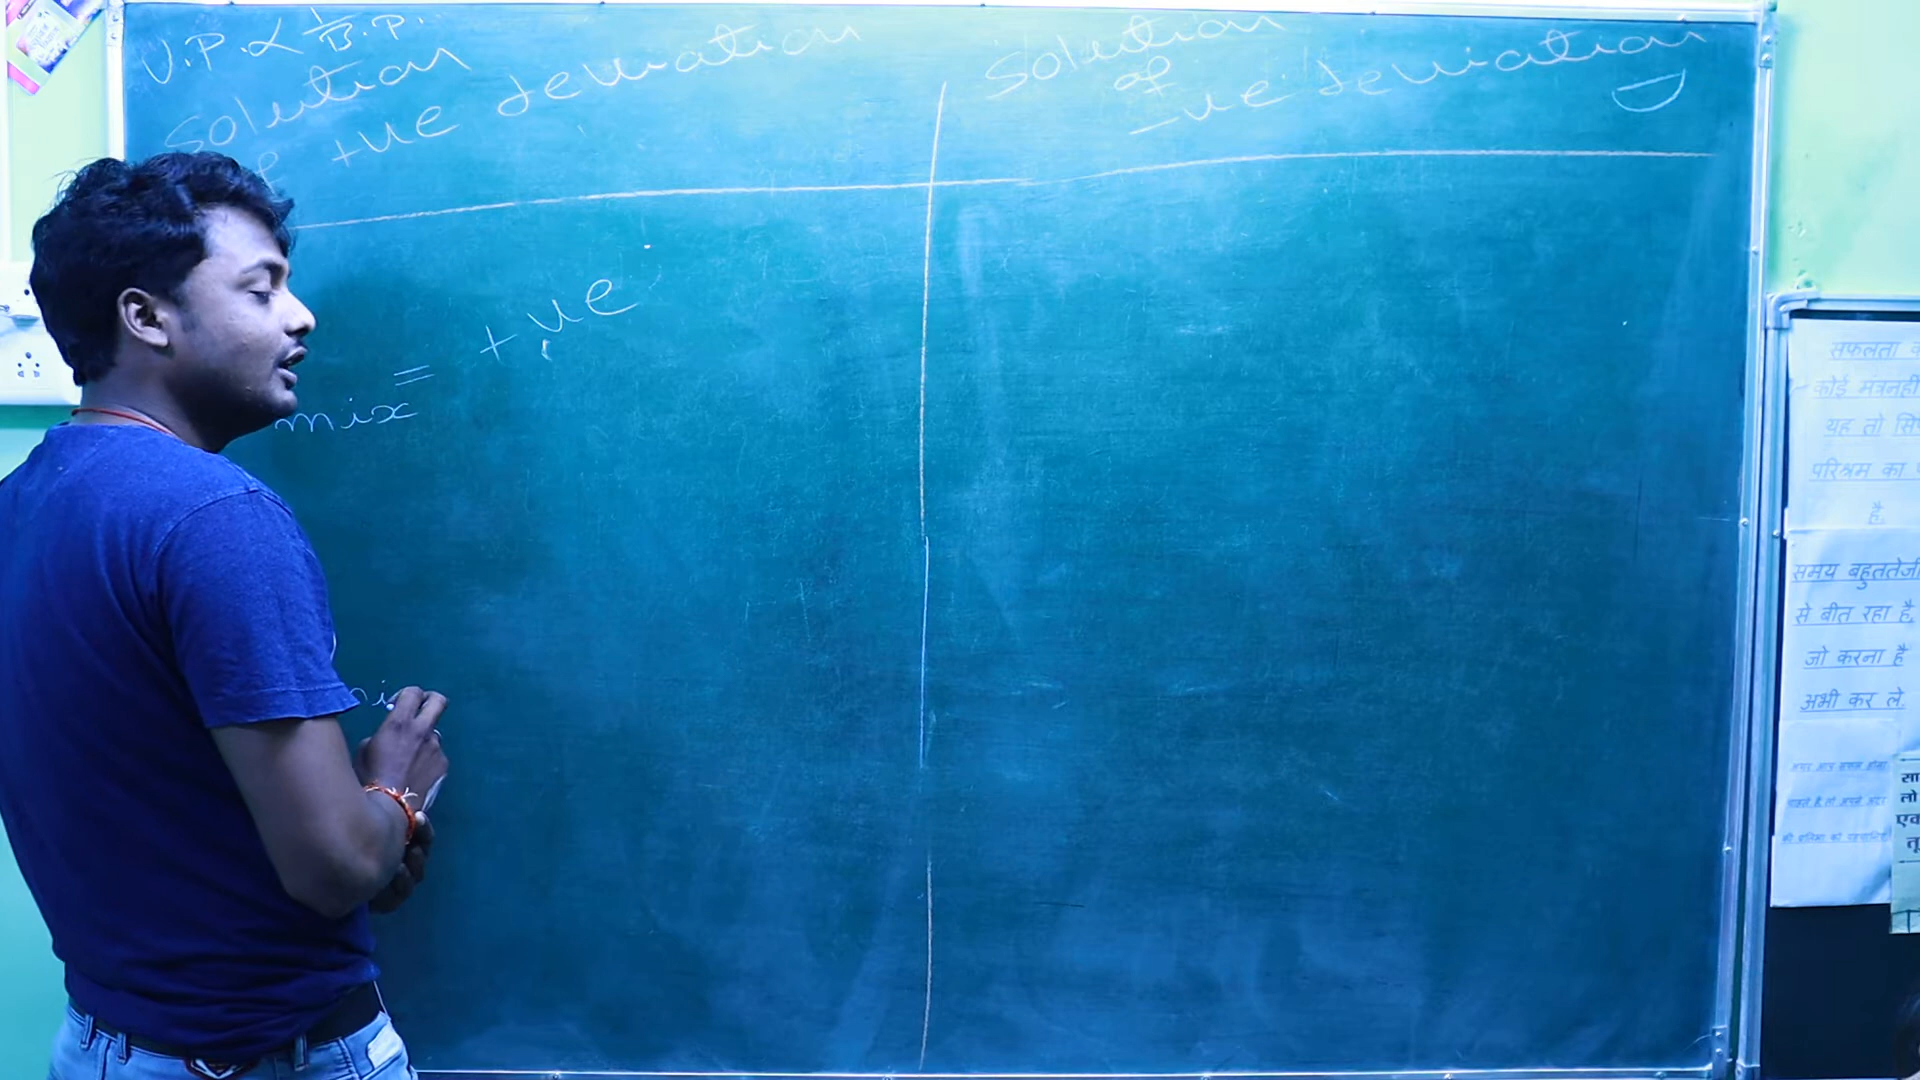 V.P. ∝ 1/B.P.
Solution
+ve deviation
mix = +ve
Solution
of
-ve deviation
सफलता
कोई मंत्र नहीं
यह तो
परिश्रम का
है.
समय बहुत तेजी
से बीत रहा है,
जो करना है
अभी कर ले.